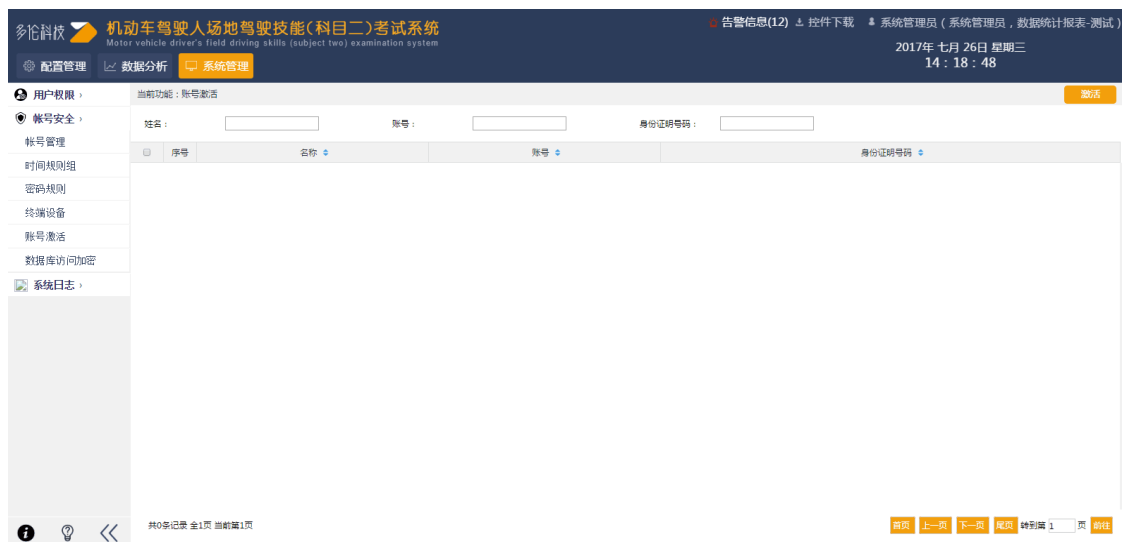 多伦科技 机动车驾驶人场地驾驶技能(科目二)考试系统
Motor vehicle driver's field driving skills (subject two) examination system
告警信息(12) 控件下载 系统管理员(系统管理员,数据统计报表-测试)
2017年 七月 26日 星期三
14:18:48
配置管理 数据分析 系统管理
用户权限
当前功能:账号激活
激活
帐号安全
姓名: 账号: 身份证明号码:
帐号管理
序号 名称 账号 身份证明号码
时间规则组
密码规则
终端设备
账号激活
数据库访问加密
系统日志
共0条记录 全1页 当前第1页
首页 上一页 下一页 尾页 转到第 1 页 前往